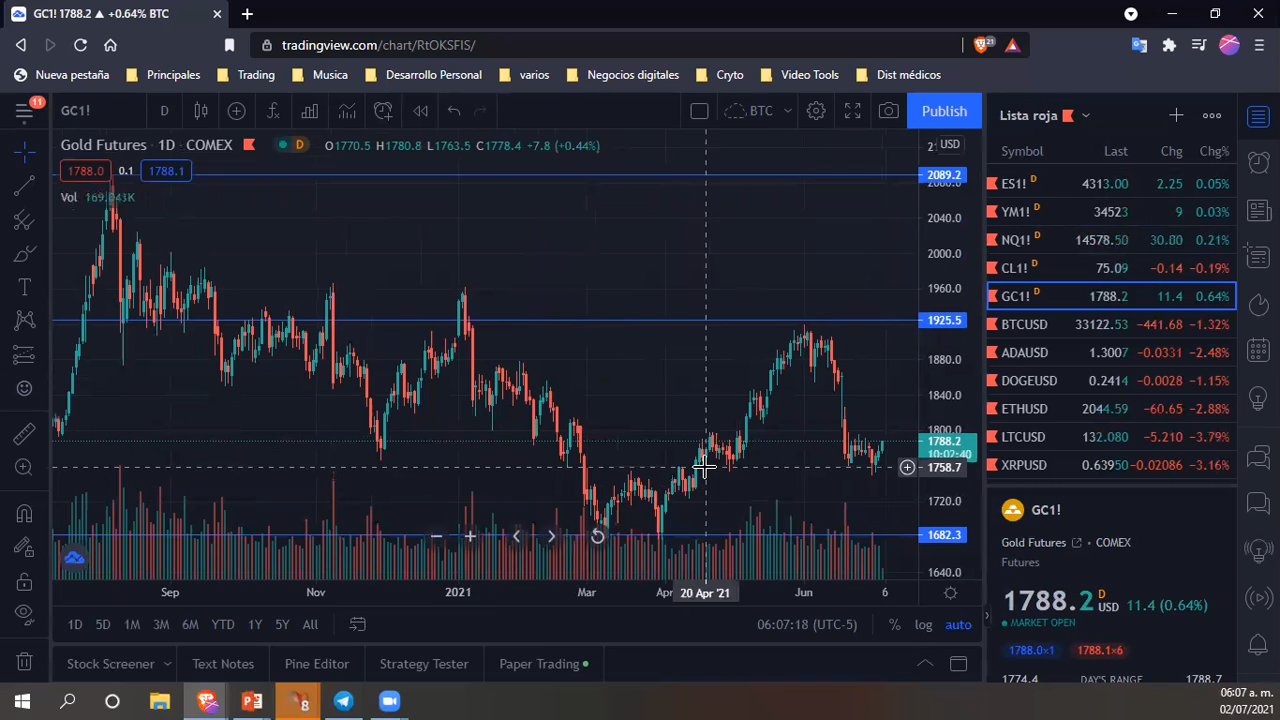 GC1! 1788.2 ▲ +0.64% BTC
tradingview.com/chart/RtOKSFIS/
21
Nueva pestaña Principales Trading Musica Desarrollo Personal varios Negocios digitales Cryto Video Tools Dist médicos
11
GC1! D BTC Publish
Gold Futures · 1D · COMEX D O1770.5 H1780.8 L1763.5 C1778.4 +7.8 (+0.44%)
1788.0 0.1 1788.1
Vol 169.043K
USD
2089.2
2080.0
2040.0
2000.0
1960.0
1925.5
1880.0
1840.0
1800.0
1788.2
10:02:40
1758.7
1720.0
1682.3
1640.0
Sep Nov 2021 Mar Apr 20 Apr '21 Jun 6
1D 5D 1M 3M 6M YTD 1Y 5Y All 06:07:18 (UTC-5) % log auto
Stock Screener Text Notes Pine Editor Strategy Tester Paper Trading
Lista roja
Symbol Last Chg Chg%
ES1! D 4313.00 2.25 0.05%
YM1! D 34523 9 0.03%
NQ1! D 14578.50 30.00 0.21%
CL1! D 75.09 -0.14 -0.19%
GC1! D 1788.2 11.4 0.64%
BTCUSD 33122.53 -441.68 -1.32%
ADAUSD 1.3007 -0.0331 -2.48%
DOGEUSD 0.2414 -0.0028 -1.15%
ETHUSD 2044.59 -60.65 -2.88%
LTCUSD 132.080 -5.210 -3.79%
XRPUSD 0.63950 -0.02086 -3.16%
GC1!
Gold Futures COMEX
Futures
1788.2 D USD 11.4 (0.64%)
MARKET OPEN
1788.0×1 1788.1×6
1774.4 DAY'S RANGE 1788.7
06:07 a. m.
02/07/2021